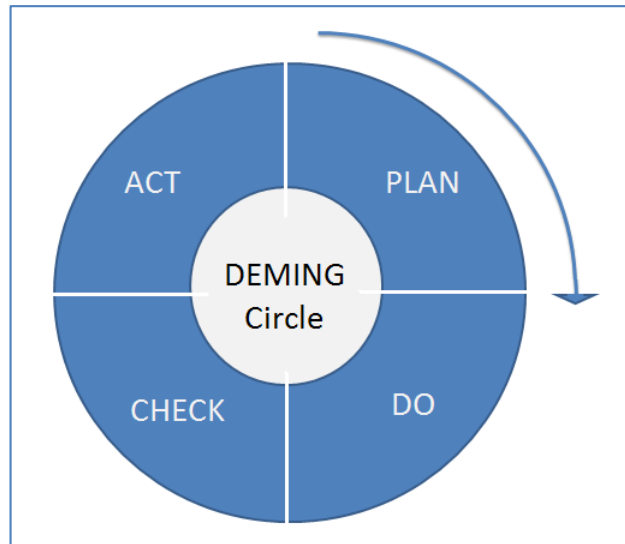 ACT
PLAN
DEMING
Circle
CHECK
DO